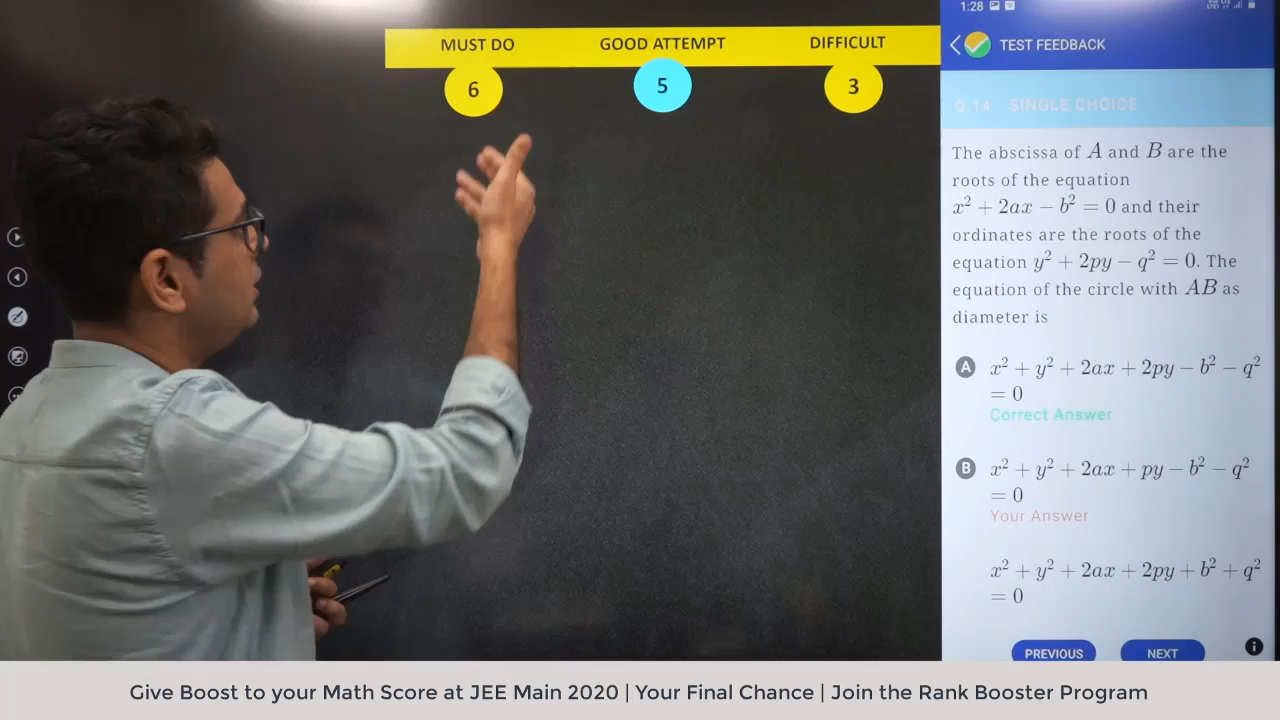 MUST DO
GOOD ATTEMPT
DIFFICULT
6
5
3
1:28
TEST FEEDBACK
Q.14 SINGLE CHOICE
The abscissa of A and B are the
roots of the equation
x² + 2ax − b² = 0 and their
ordinates are the roots of the
equation y² + 2py − q² = 0. The
equation of the circle with AB as
diameter is
A x² + y² + 2ax + 2py − b² − q²
= 0
Correct Answer
B x² + y² + 2ax + py − b² − q²
= 0
Your Answer
x² + y² + 2ax + 2py + b² + q²
= 0
PREVIOUS
NEXT
Give Boost to your Math Score at JEE Main 2020 | Your Final Chance | Join the Rank Booster Program